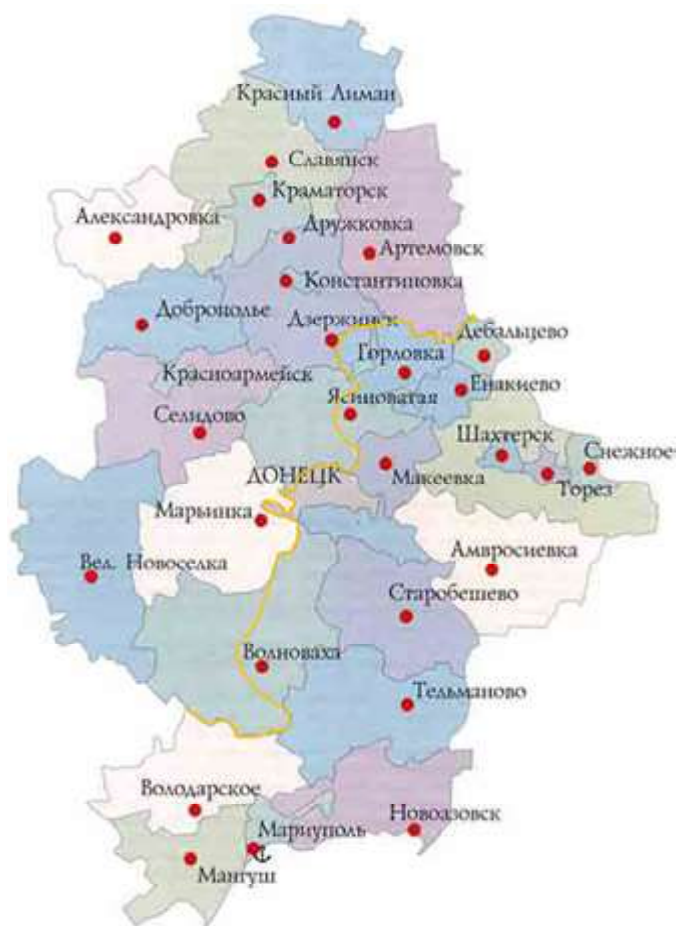 Красный Лиман
Славянск
Краматорск
Александровка
Дружковка
Артемовск
Константиновка
Доброполье
Дзержинск
Дебальцево
Горловка
Красноармейск
Енакиево
Ясиноватая
Селидово
Шахтерск
Снежное
ДОНЕЦК
Макеевка
Торез
Марьинка
Амвросиевка
Вел. Новоселка
Старобешево
Волноваха
Тельманово
Володарское
Новоазовск
Мариуполь
Мангуш